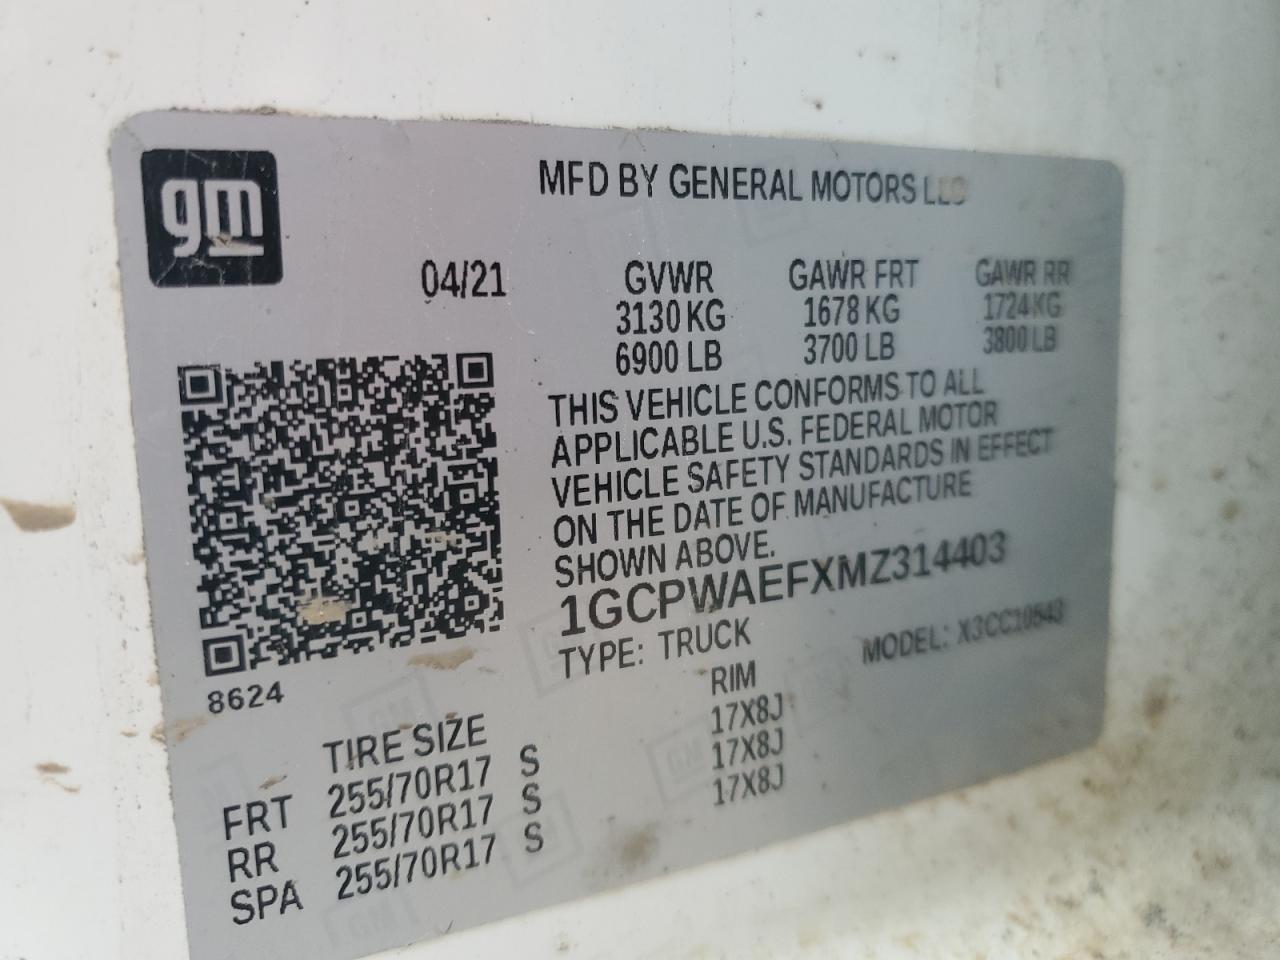 gm
MFD BY GENERAL MOTORS LLC
04/21
GVWR GAWR FRT GAWR RR
3130 KG 1678 KG 1724 KG
6900 LB 3700 LB 3800 LB
THIS VEHICLE CONFORMS TO ALL
APPLICABLE U.S. FEDERAL MOTOR
VEHICLE SAFETY STANDARDS IN EFFECT
ON THE DATE OF MANUFACTURE
SHOWN ABOVE.
1GCPWAEFXMZ314403
TYPE: TRUCK MODEL: X3CC10543
8624
TIRE SIZE RIM
FRT 255/70R17 S 17X8J
RR 255/70R17 S 17X8J
SPA 255/70R17 S 17X8J